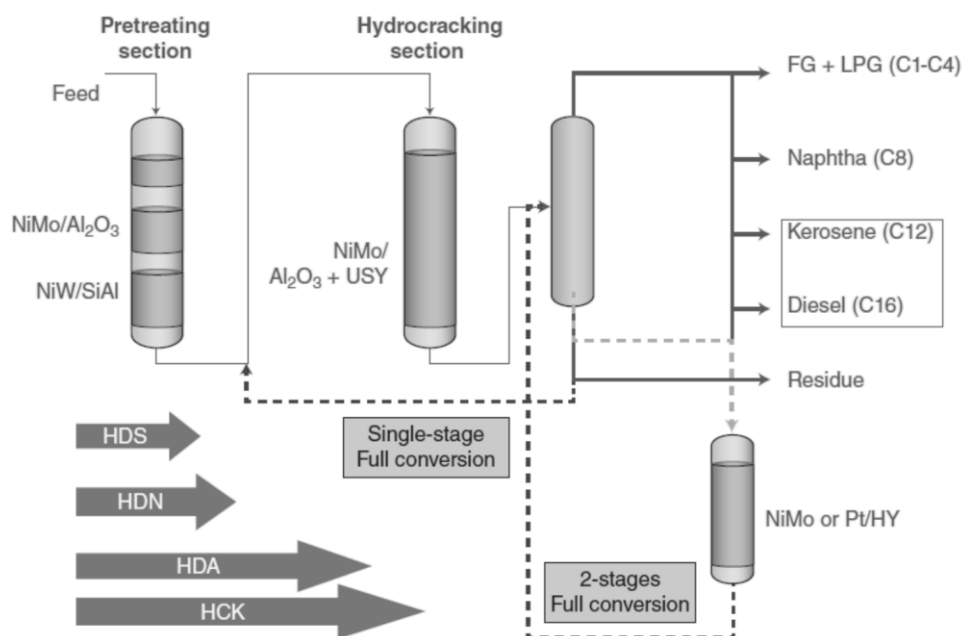 Pretreating
section
Hydrocracking
section
Feed
FG + LPG (C1-C4)
Naphtha (C8)
NiMo/Al₂O₃
NiW/SiAl
NiMo/
Al₂O₃ + USY
Kerosene (C12)
Diesel (C16)
Residue
Single-stage
Full conversion
HDS
HDN
HDA
HCK
NiMo or Pt/HY
2-stages
Full conversion